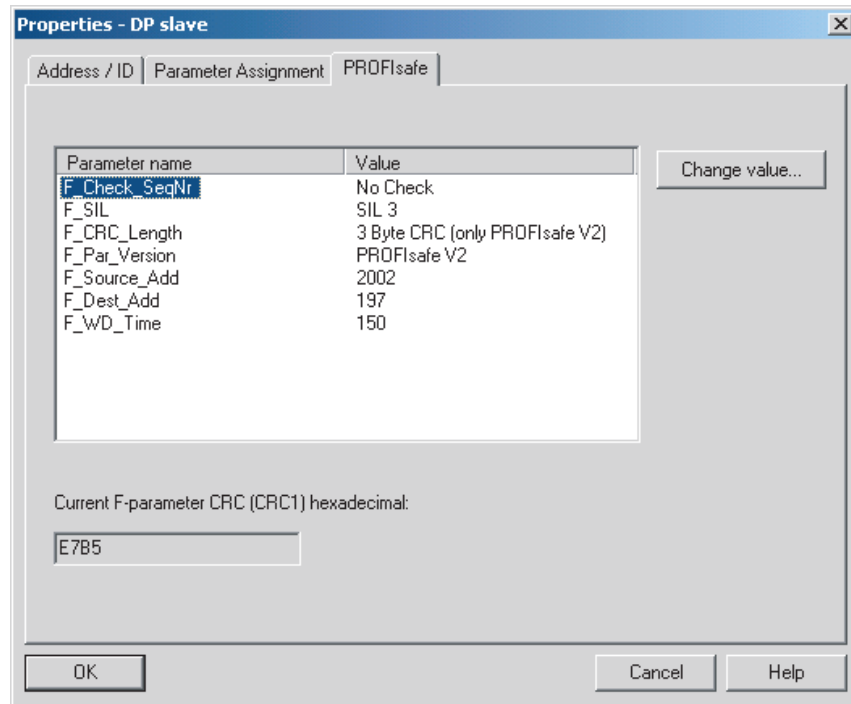 Properties - DP slave
Address / ID Parameter Assignment PROFIsafe
Parameter name Value
F_Check_SeqNr No Check
F_SIL SIL 3
F_CRC_Length 3 Byte CRC (only PROFIsafe V2)
F_Par_Version PROFIsafe V2
F_Source_Add 2002
F_Dest_Add 197
F_WD_Time 150
Change value...
Current F-parameter CRC (CRC1) hexadecimal:
E7B5
OK Cancel Help